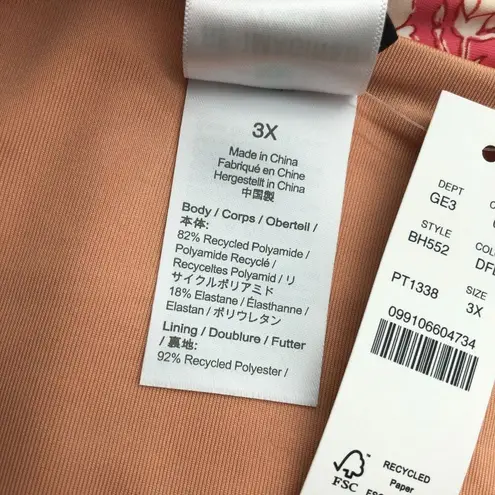 3X
Made in China
Fabriqué en Chine
Hergestellt in China
中国製
Body / Corps / Oberteil /
本体:
82% Recycled Polyamide /
Polyamide Recyclé /
Recyceltes Polyamid / リ
サイクルポリアミド
18% Elastane / Élasthanne /
Elastan / ポリウレタン
Lining / Doublure / Futter
/ 裏地:
92% Recycled Polyester /
DEPT
GE3
STYLE
BH552
PT1338
SIZE
3X
099106604734
FSC
RECYCLED
Paper